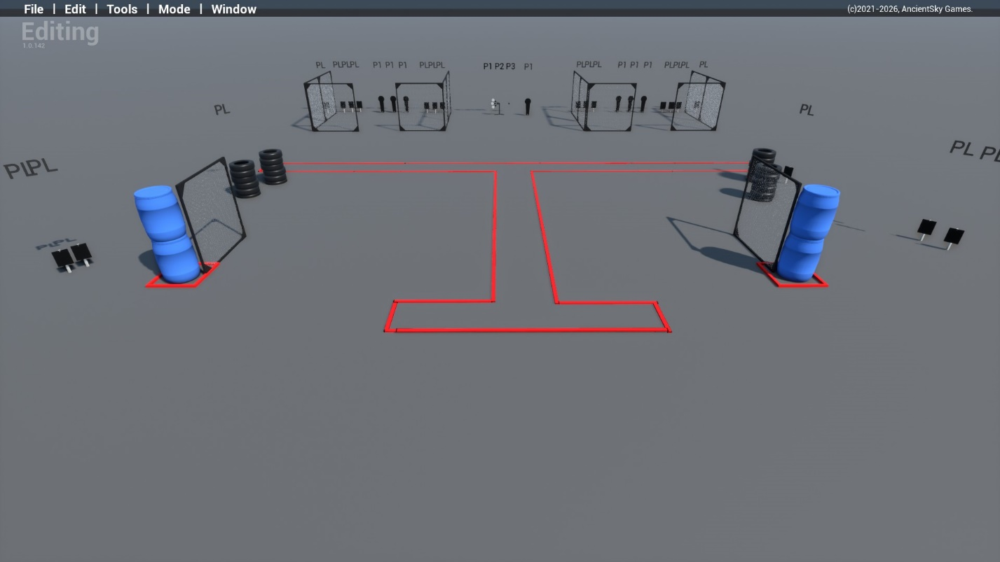 File | Edit | Tools | Mode | Window
(c)2021-2026, AncientSky Games.
Editing
1.0.142
PL PLPLPL P1 P1 P1 PLPLPL P1 P2 P3 P1 PLPLPL P1 P1 P1 PLPLPL PL
PL PL
PL PL
PLPL
PLPL